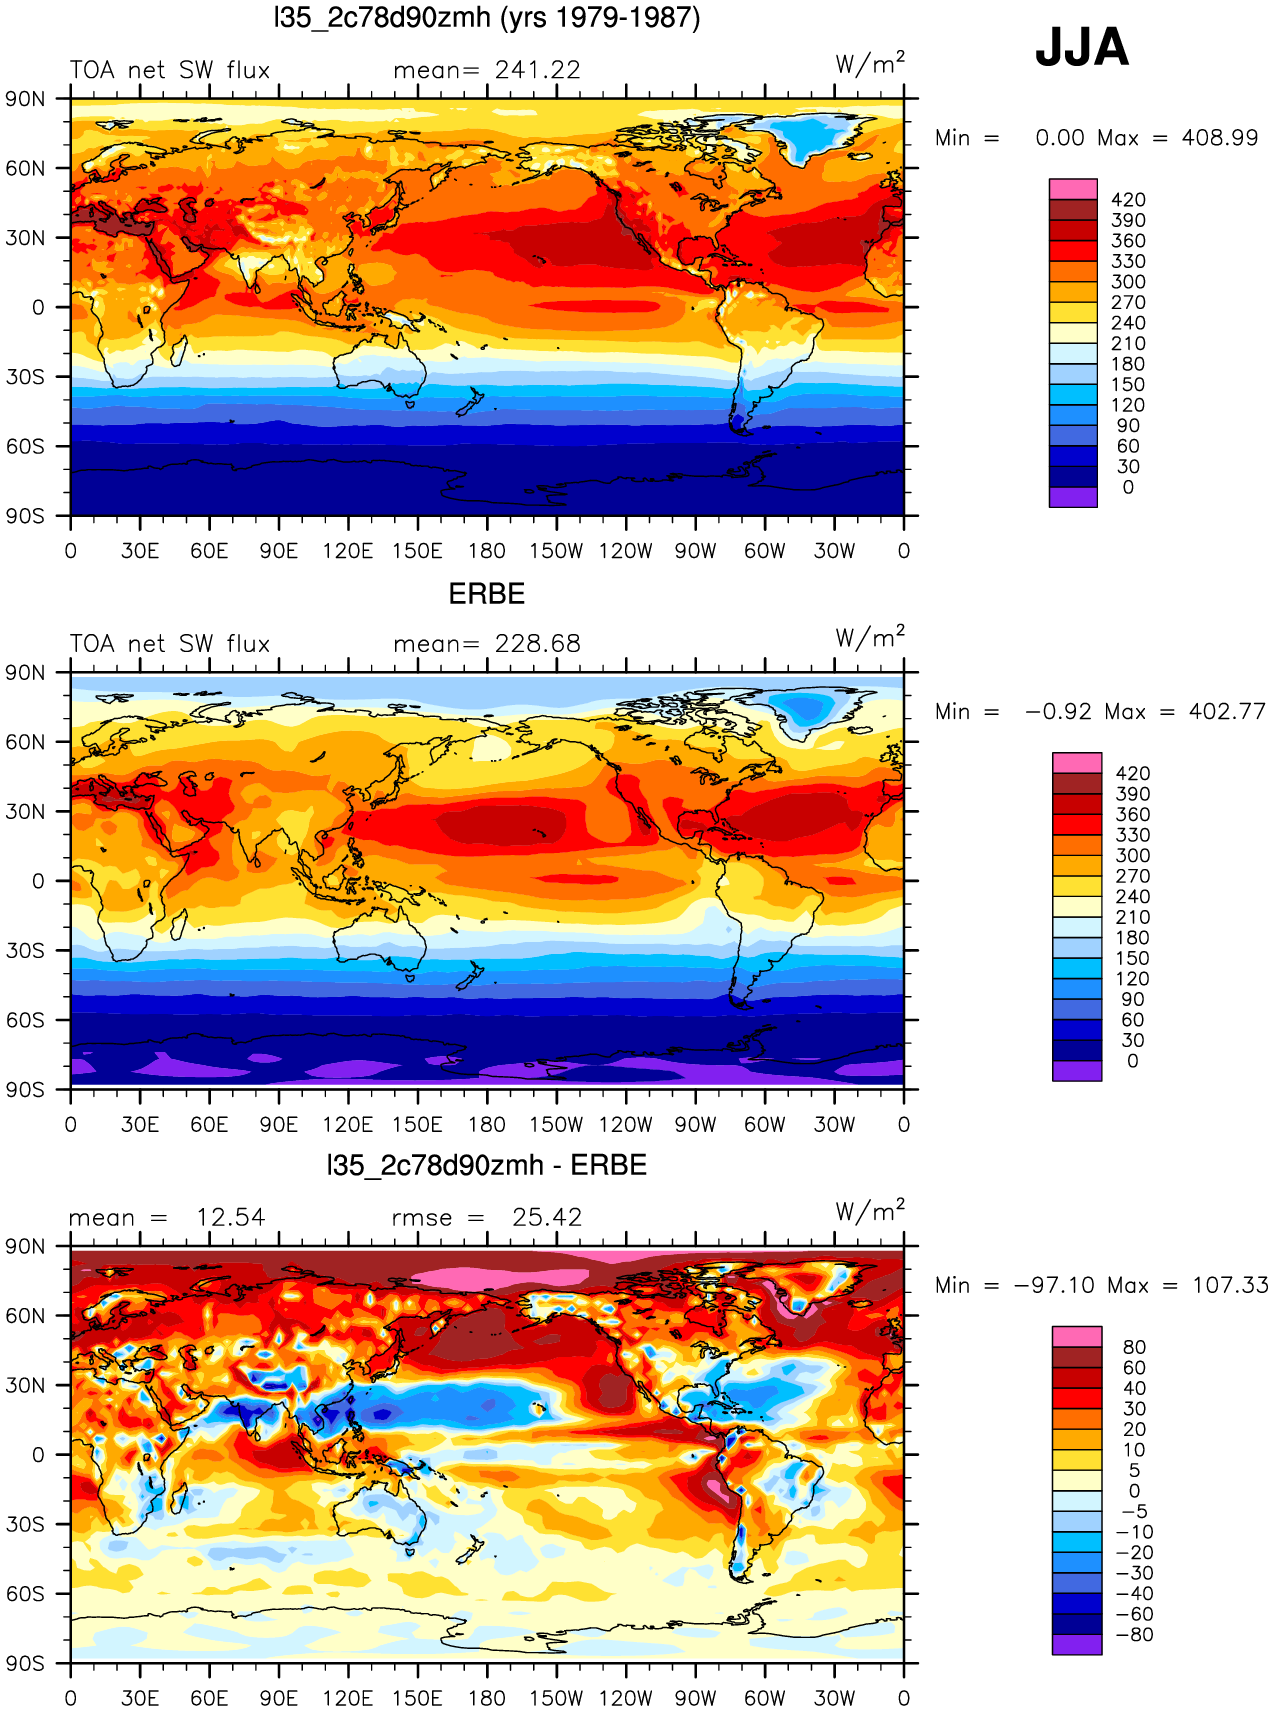 l35_2c78d90zmh (yrs 1979-1987)
JJA
TOA net SW flux mean= 241.22 W/m²
Min = 0.00 Max = 408.99
90N
60N
30N
0
30S
60S
90S
0 30E 60E 90E 120E 150E 180 150W 120W 90W 60W 30W 0
420
390
360
330
300
270
240
210
180
150
120
90
60
30
0
ERBE
TOA net SW flux mean= 228.68 W/m²
Min = −0.92 Max = 402.77
90N
60N
30N
0
30S
60S
90S
0 30E 60E 90E 120E 150E 180 150W 120W 90W 60W 30W 0
420
390
360
330
300
270
240
210
180
150
120
90
60
30
0
l35_2c78d90zmh - ERBE
mean = 12.54 rmse = 25.42 W/m²
Min = −97.10 Max = 107.33
90N
60N
30N
0
30S
60S
90S
0 30E 60E 90E 120E 150E 180 150W 120W 90W 60W 30W 0
80
60
40
30
20
10
5
0
−5
−10
−20
−30
−40
−60
−80